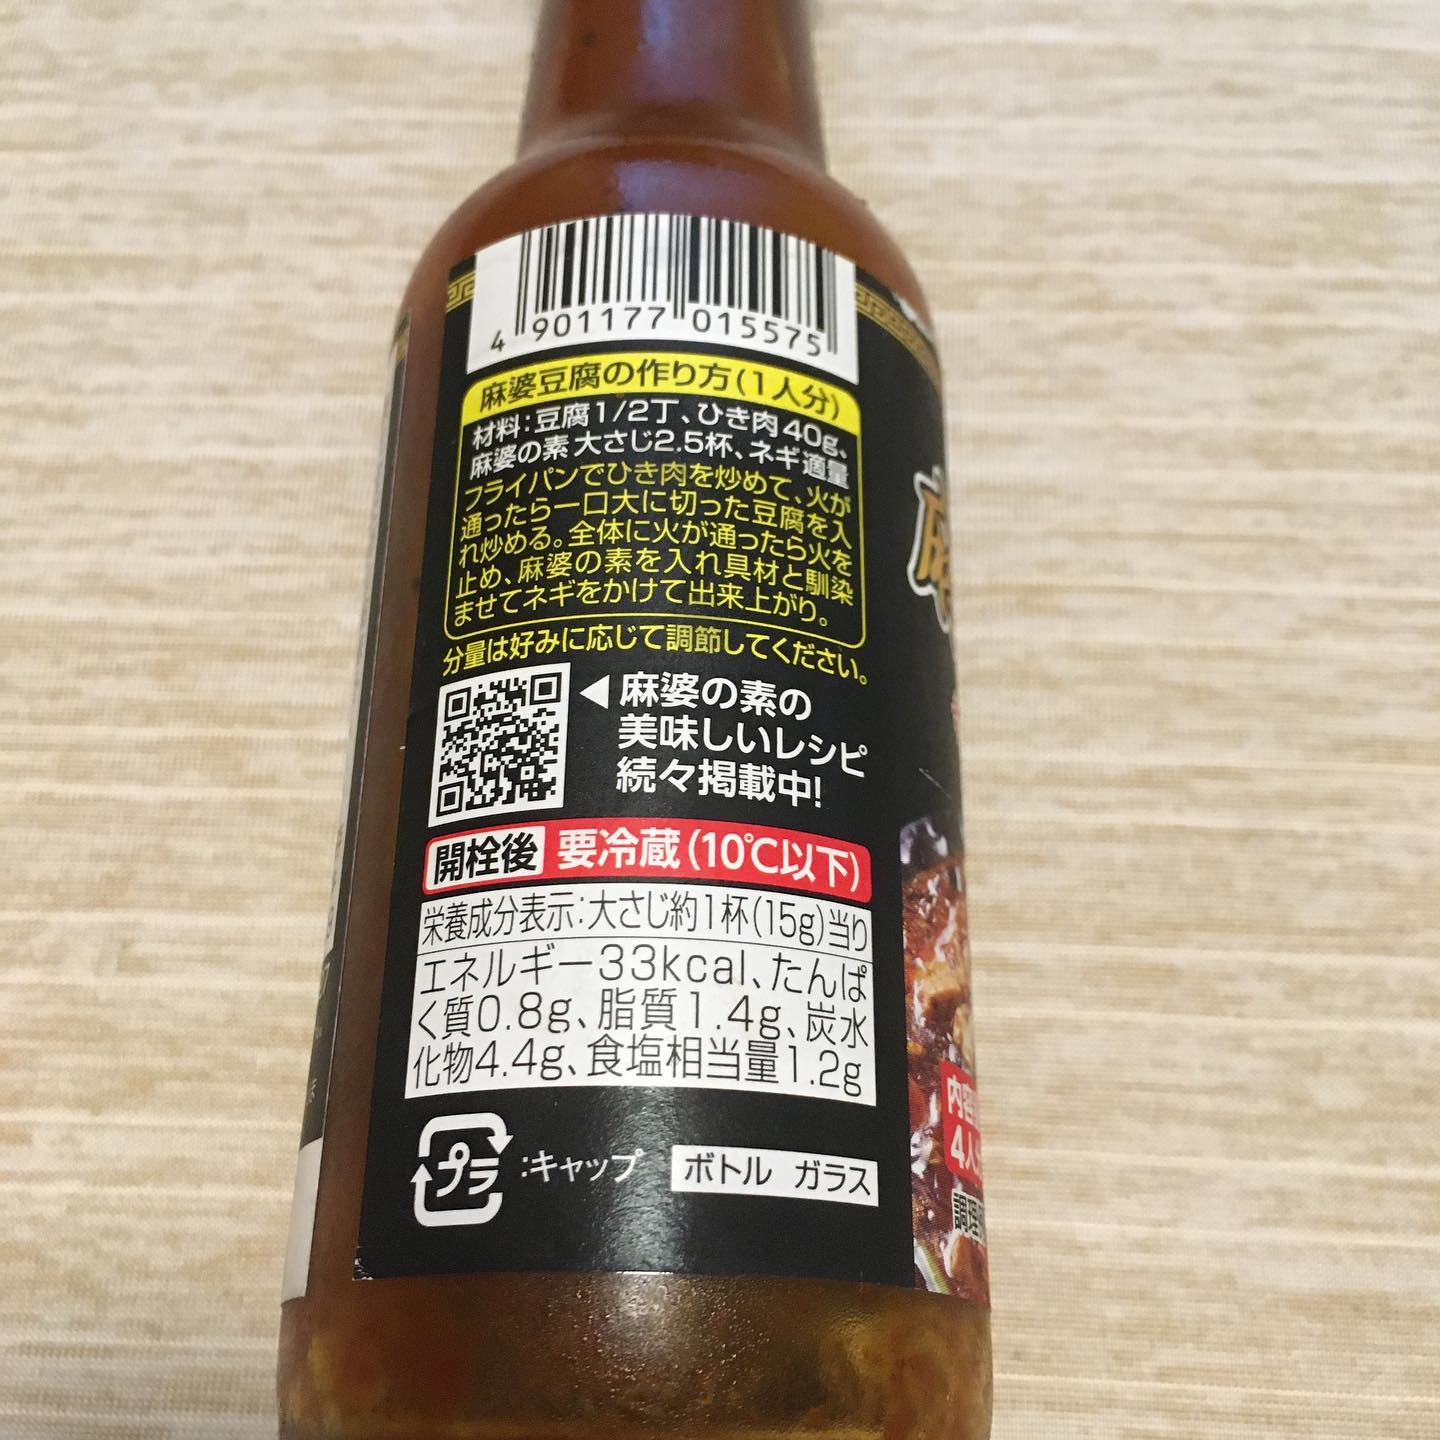 4 901177 015575
麻婆豆腐の作り方(1人分)
材料:豆腐1/2丁、ひき肉40g、
麻婆の素 大さじ2.5杯、ネギ適量
フライパンでひき肉を炒めて、火が
通ったら一口大に切った豆腐を入
れ炒める。全体に火が通ったら火を
止め、麻婆の素を入れ具材と馴染
ませてネギをかけて出来上がり。
分量は好みに応じて調節してください。
◀麻婆の素の
美味しいレシピ
続々掲載中!
開栓後 要冷蔵(10℃以下)
栄養成分表示:大さじ約1杯(15g)当り
エネルギー33kcal、たんぱ
く質0.8g、脂質1.4g、炭水
化物4.4g、食塩相当量1.2g
プラ:キャップ ボトル ガラス
内容
4人
調理